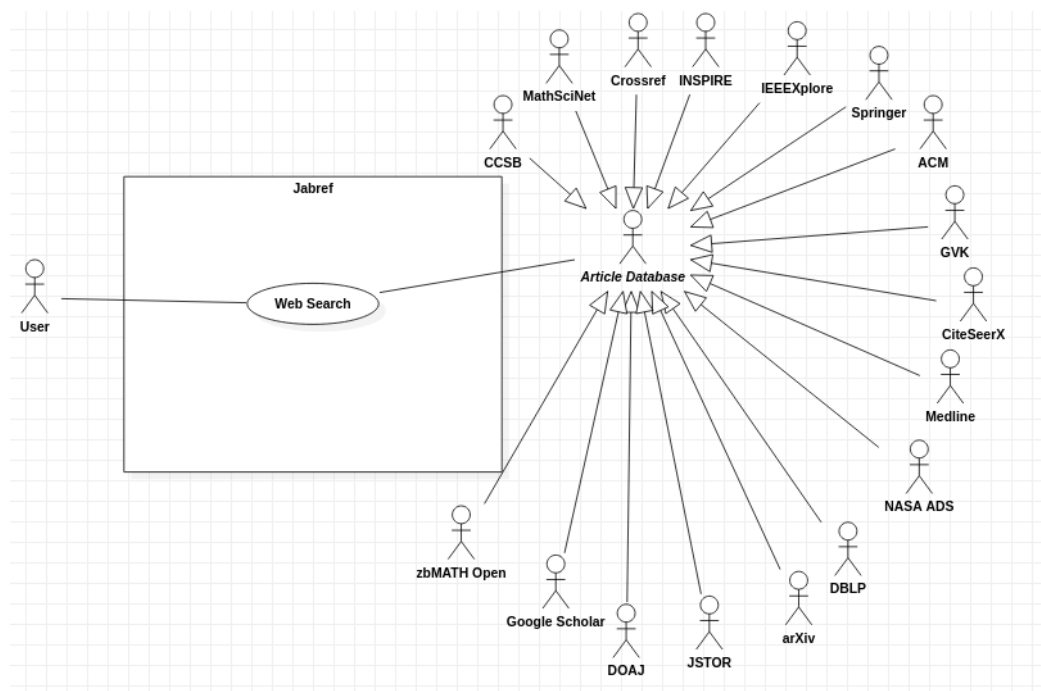 Crossref
INSPIRE
IEEEXplore
MathSciNet
Springer
CCSB
ACM
Jabref
GVK
Article Database
Web Search
User
CiteSeerX
Medline
NASA ADS
zbMATH Open
DBLP
Google Scholar
arXiv
JSTOR
DOAJ